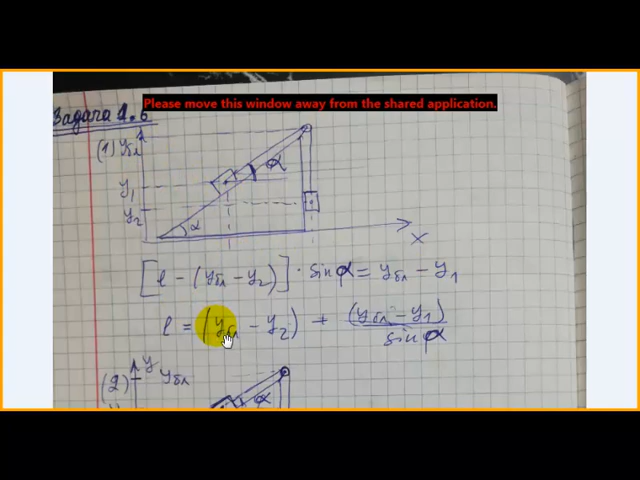 Please move this window away from the shared application.
Задача 1.6
(1) yбл
α
y1
y2
α
x
[l - (yбл - y2)] · sin α = yбл - y1
l = (yбл - y2) + (yбл - y1) / sin α
(2) y yбл
α